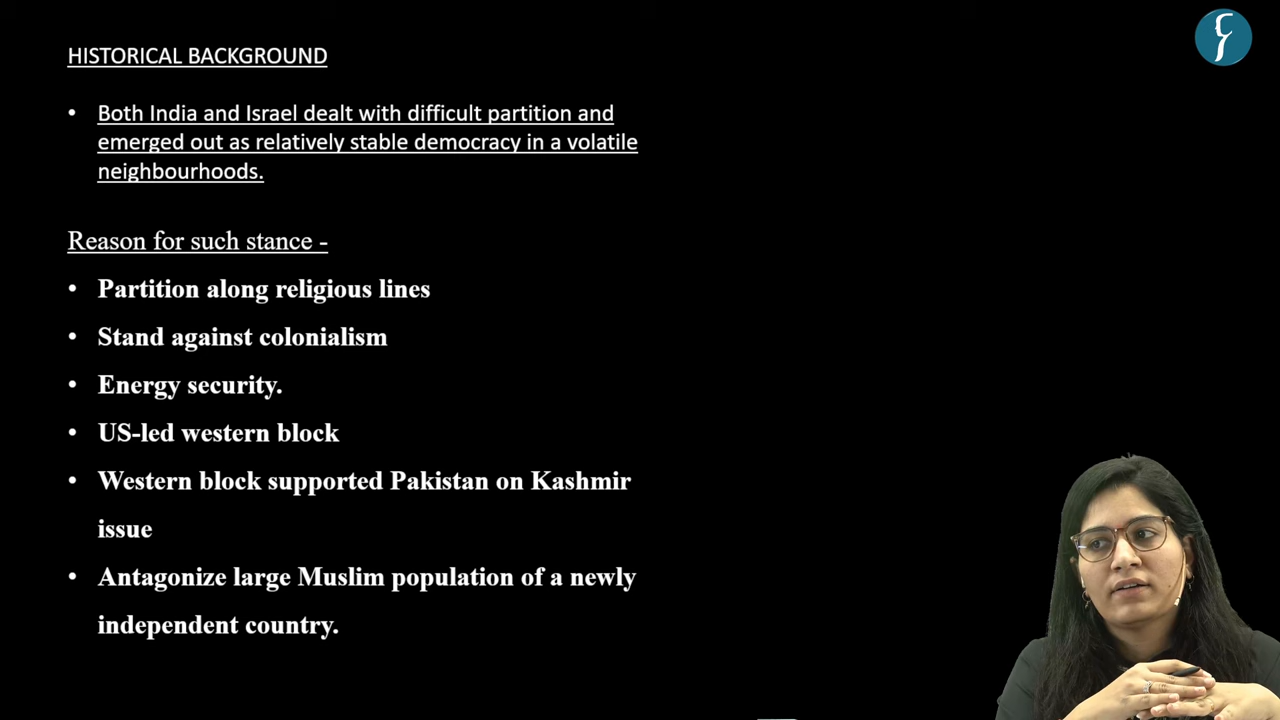 HISTORICAL BACKGROUND
• Both India and Israel dealt with difficult partition and
emerged out as relatively stable democracy in a volatile
neighbourhoods.
Reason for such stance -
• Partition along religious lines
• Stand against colonialism
• Energy security.
• US-led western block
• Western block supported Pakistan on Kashmir
issue
• Antagonize large Muslim population of a newly
independent country.